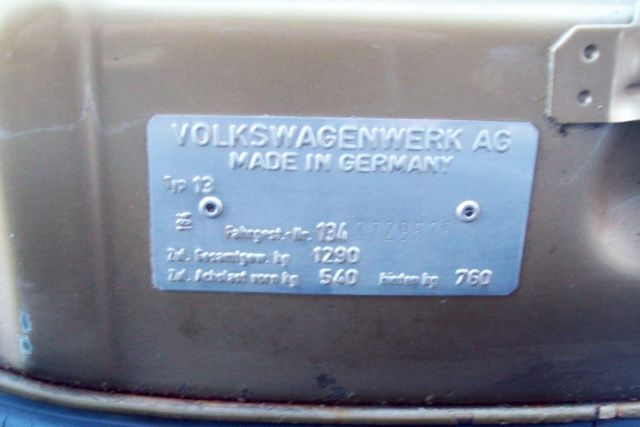 VOLKSWAGENWERK AG
MADE IN GERMANY
Typ 13
Fahrgest.-Nr. 134
Zul. Gesamtgew. kg 1290
Zul. Achslast vorn kg 540 hinten kg 760